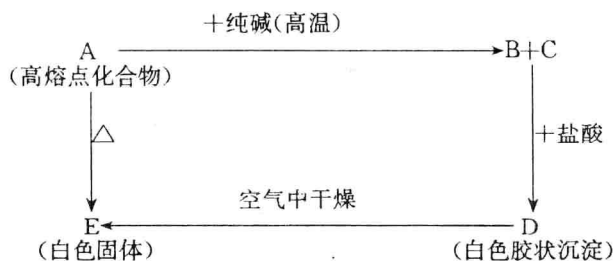 +纯碱(高温)
A
B+C
(高熔点化合物)
△
+盐酸
空气中干燥
E
D
(白色固体)
(白色胶状沉淀)